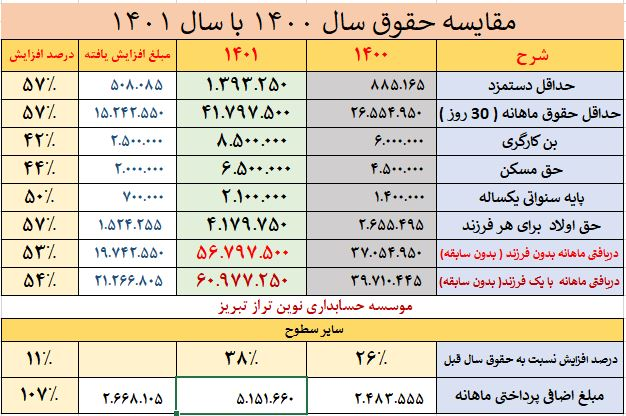 مقایسه حقوق سال ۱۴۰۰ با سال ۱۴۰۱
شرح ۱۴۰۰ ۱۴۰۱ مبلغ افزایش یافته درصد افزایش
حداقل دستمزد ۸۸۵.۱۶۵ ۱.۳۹۳.۲۵۰ ۵۰۸.۰۸۵ ۵۷٪
حداقل حقوق ماهانه ( 30 روز ) ۲۶.۵۵۴.۹۵۰ ۴۱.۷۹۷.۵۰۰ ۱۵.۲۴۲.۵۵۰ ۵۷٪
بن کارگری ۶.۰۰۰.۰۰۰ ۸.۵۰۰.۰۰۰ ۲.۵۰۰.۰۰۰ ۴۲٪
حق مسکن ۴.۵۰۰.۰۰۰ ۶.۵۰۰.۰۰۰ ۲.۰۰۰.۰۰۰ ۴۴٪
پایه سنواتی یکساله ۱.۴۰۰.۰۰۰ ۲.۱۰۰.۰۰۰ ۷۰۰.۰۰۰ ۵۰٪
حق اولاد برای هر فرزند ۲.۶۵۵.۴۹۵ ۴.۱۷۹.۷۵۰ ۱.۵۲۴.۲۵۵ ۵۷٪
دریافتی ماهانه بدون فرزند ( بدون سابقه) ۳۷.۰۵۴.۹۵۰ ۵۶.۷۹۷.۵۰۰ ۱۹.۷۴۲.۵۵۰ ۵۳٪
دریافتی ماهانه با یک فرزند( بدون سابقه) ۳۹.۷۱۰.۴۴۵ ۶۰.۹۷۷.۲۵۰ ۲۱.۲۶۶.۸۰۵ ۵۴٪
موسسه حسابداری نوین تراز تبریز
سایر سطوح
درصد افزایش نسبت به حقوق سال قبل ۲۶٪ ۳۸٪ ۱۱٪
مبلغ اضافی پرداختی ماهانه ۲.۴۸۳.۵۵۵ ۵.۱۵۱.۶۶۰ ۲.۶۶۸.۱۰۵ ۱۰۷٪